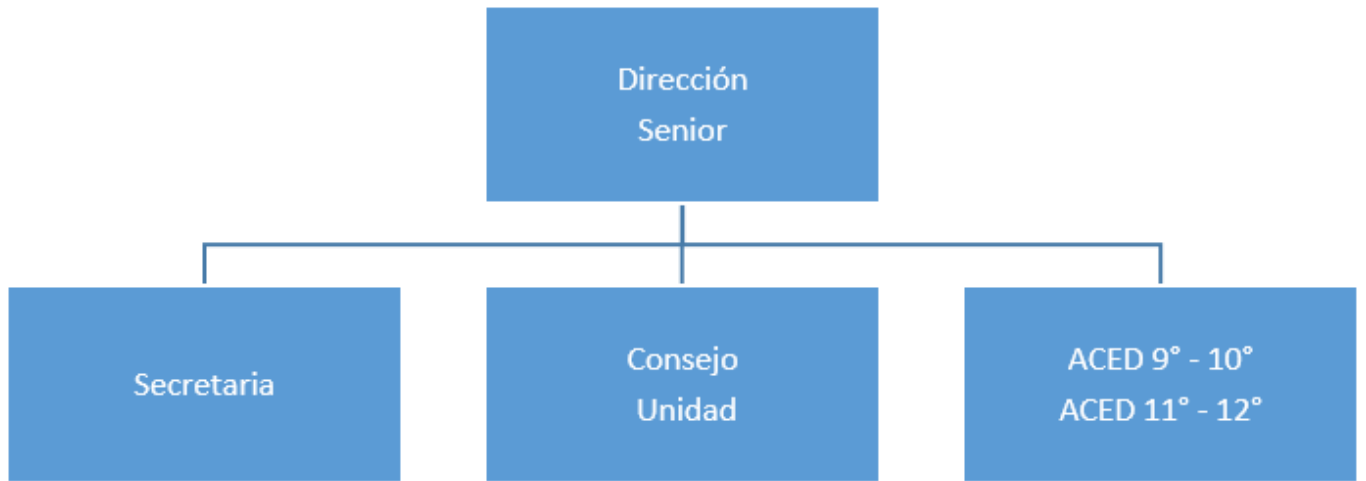 Dirección
Senior
Secretaria
Consejo
Unidad
ACED 9° - 10°
ACED 11° - 12°